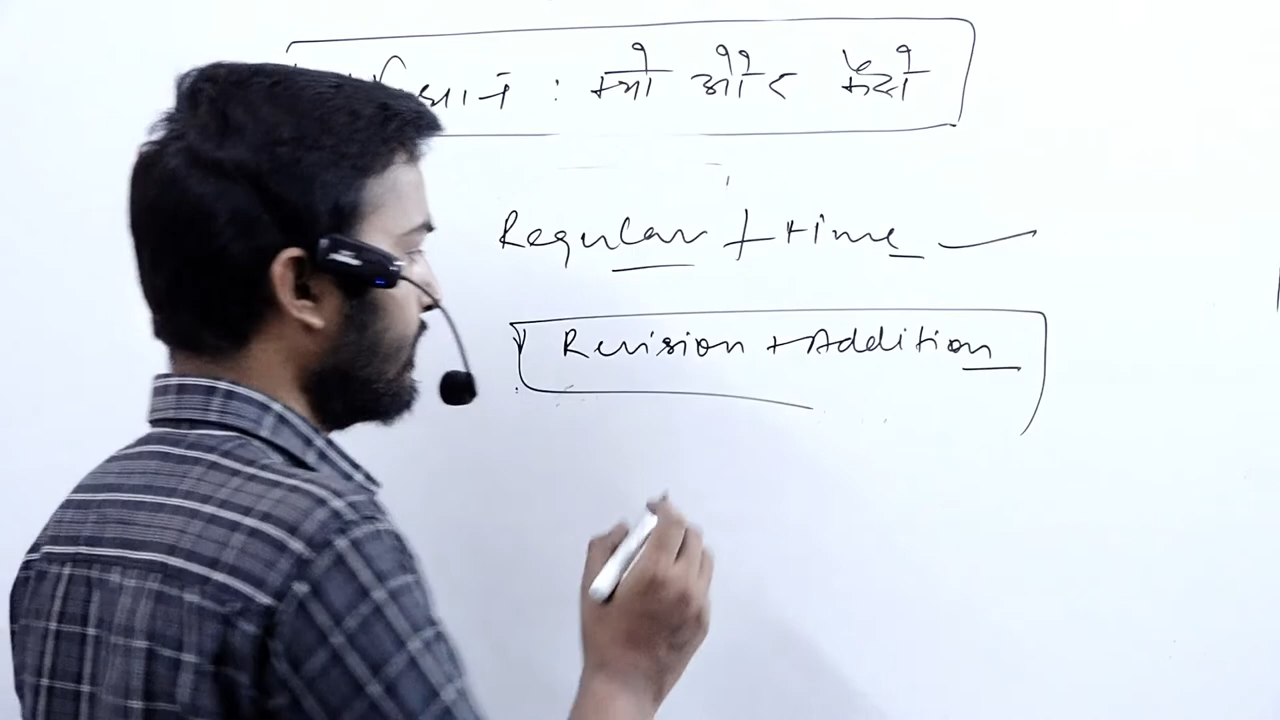 : क्या और क्यों
Regular + time
Revision + Addition